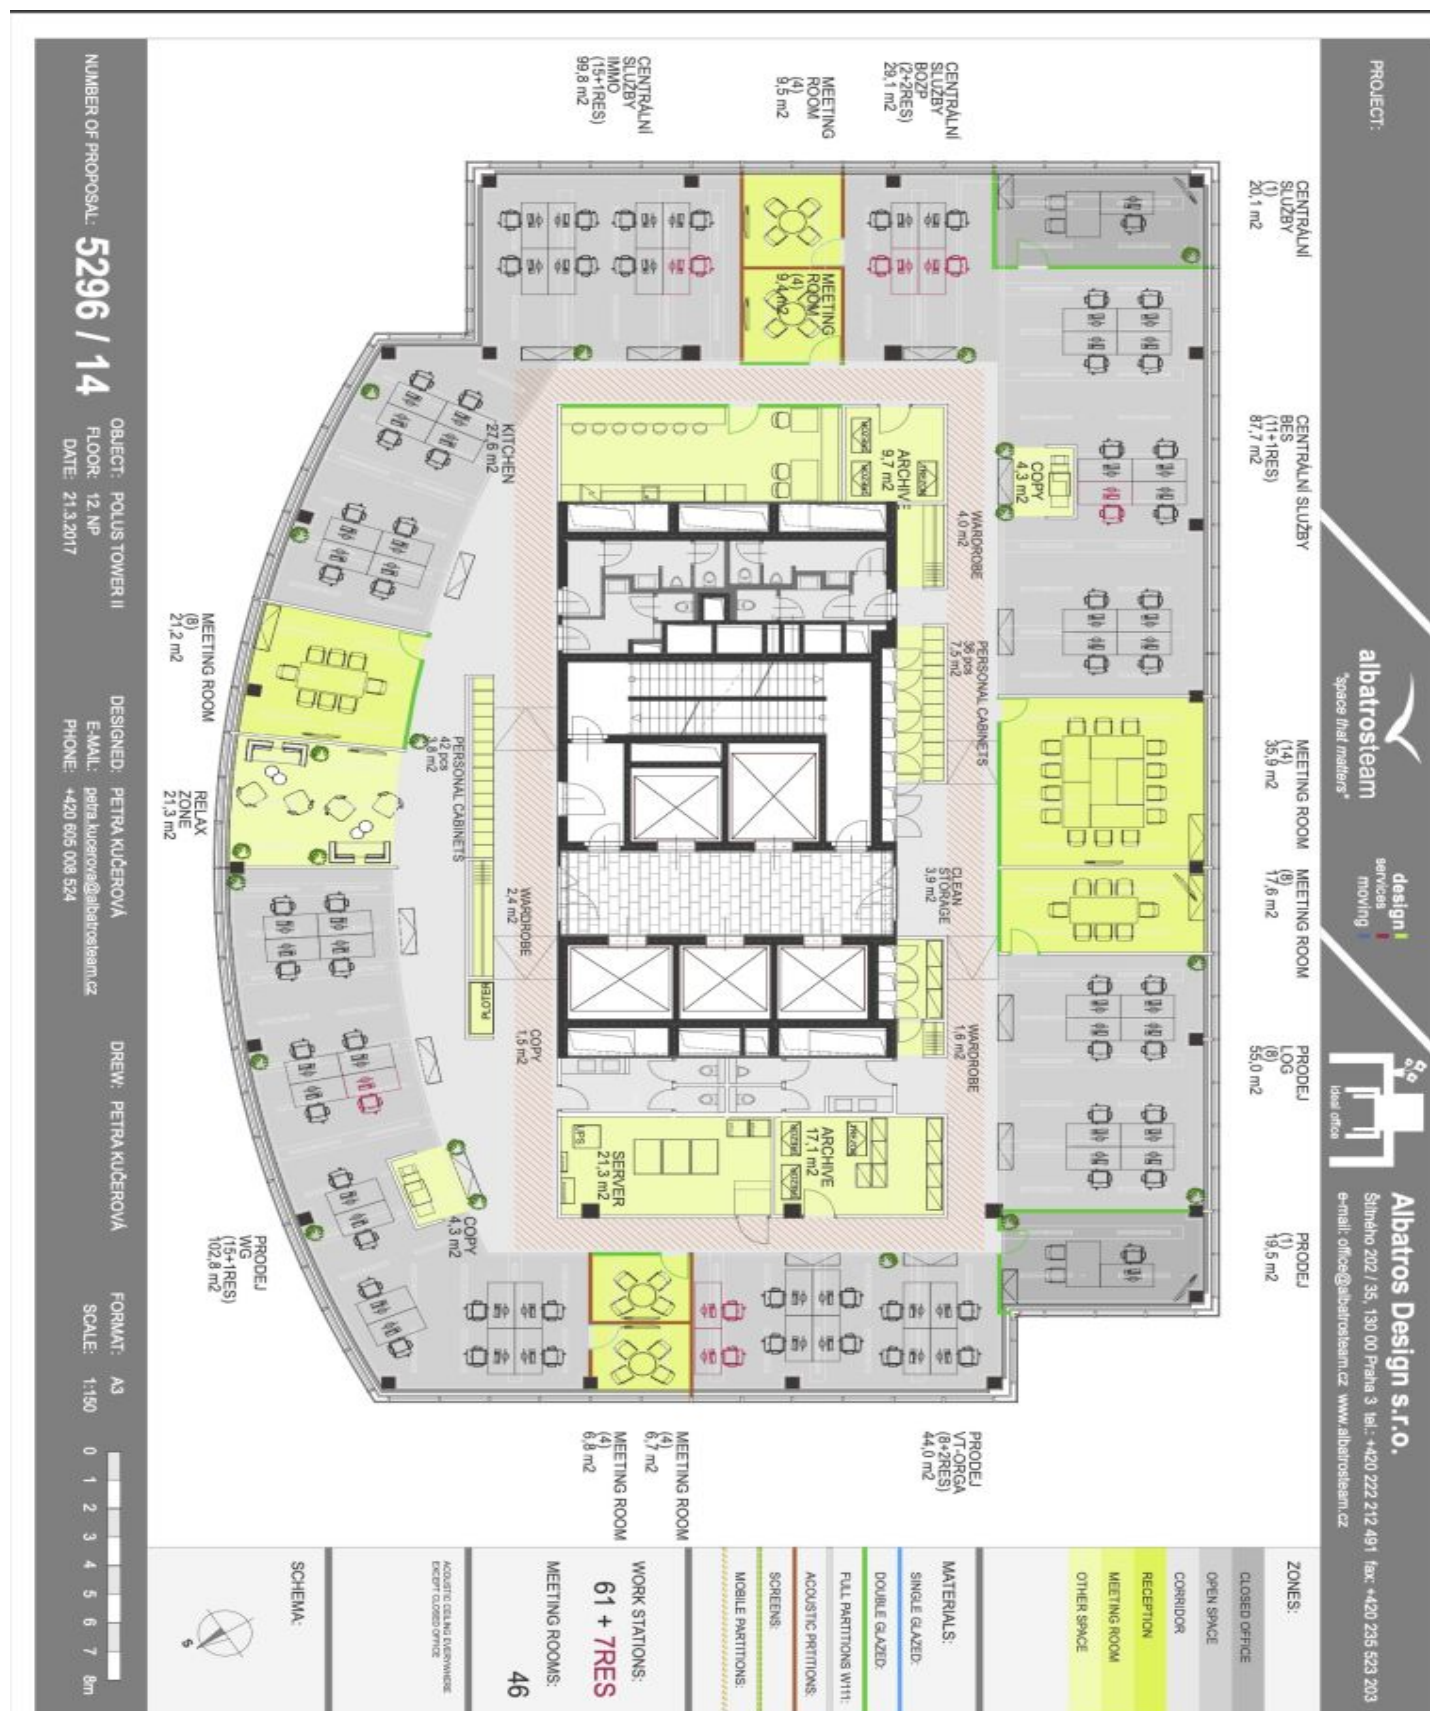 PROJECT:
albatrosteam
"space that matters"
design
services
moving
ideal office
Albatros Design s.r.o.
Štítného 202 / 35, 130 00 Praha 3 tel.: +420 222 212 491 fax: +420 235 523 203
e-mail: office@albatrosteam.cz www.albatrosteam.cz
CENTRÁLNÍ
SLUŽBY
(1)
20,1 m2
CENTRÁLNÍ SLUŽBY
BES
(11+1RES)
87,7 m2
MEETING ROOM
(14)
35,9 m2
MEETING ROOM
(8)
17,6 m2
PRODEJ
LOG
(8)
55,0 m2
PRODEJ
(1)
19,5 m2
CENTRÁLNÍ
SLUŽBY
BOZP
(2+2RES)
29,1 m2
MEETING
ROOM
(4)
9,5 m2
CENTRÁLNÍ
SLUŽBY
IMMO
(15+1RES)
99,8 m2
MEETING
ROOM
(4)
9,4 m2
COPY
4,3 m2
WARDROBE
4,0 m2
PERSONAL CABINETS
36 pcs
7,5 m2
CLEAN
STORAGE
3,9 m2
WARDROBE
1,6 m2
ARCHIVE
9,7 m2
KITCHEN
27,6 m2
ARCHIVE
17,1 m2
SERVER
21,3 m2
UPS
PERSONAL CABINETS
42 pcs
3,8 m2
WARDROBE
2,4 m2
PLOTER
COPY
1,5 m2
COPY
4,3 m2
MEETING ROOM
(8)
21,2 m2
RELAX
ZONE
21,3 m2
PRODEJ
WG
(15+1RES)
102,8 m2
PRODEJ
VT-ORGA
(8+2RES)
44,0 m2
MEETING ROOM
(4)
6,7 m2
MEETING ROOM
(4)
6,8 m2
ZONES:
CLOSED OFFICE
OPEN SPACE
CORRIDOR
RECEPTION
MEETING ROOM
OTHER SPACE
MATERIALS:
SINGLE GLAZED:
DOUBLE GLAZED:
FULL PARTITIONS W111:
ACOUSTIC PRTITIONS:
SCREENS:
MOBILE PARTITIONS:
WORK STATIONS:
61 + 7RES
MEETING ROOMS:
46
ACOUSTIC CEILING EVERYWHERE
EXCEPT CLOSED OFFICE
SCHEMA:
S
NUMBER OF PROPOSAL: 5296 / 14
OBJECT: POLUS TOWER II
FLOOR: 12. NP
DATE: 21.3.2017
DESIGNED: PETRA KUČEROVÁ
E-MAIL: petra.kucerova@albatrosteam.cz
PHONE: +420 605 008 524
DREW: PETRA KUČEROVÁ
FORMAT: A3
SCALE: 1:150
0 1 2 3 4 5 6 7 8m